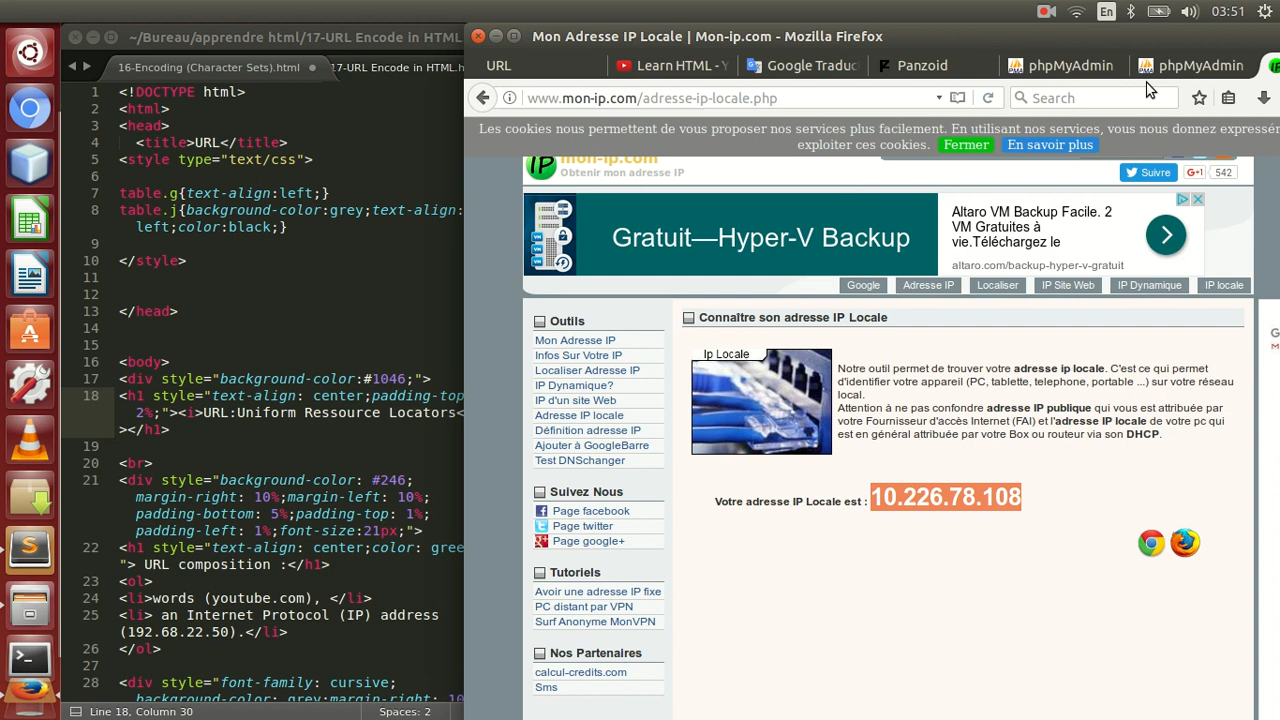 En
03:51
~/Bureau/apprendre html/17-URL Encode in HTML
16-Encoding (Character Sets).html
17-URL Encode in HTML.h
1 <!DOCTYPE html>
2 <html>
3 <head>
4 <title>URL</title>
5 <style type="text/css">
6
7 table.g{text-align:left;}
8 table.j{background-color:grey;text-align:
left;color:black;}
9
10 </style>
11
12
13 </head>
14
15
16 <body>
17 <div style="background-color:#1046;">
18 <h1 style="text-align: center;padding-top
2%;"><i>URL:Uniform Ressource Locators<
></h1>
19
20 <br>
21 <div style="background-color: #246;
margin-right: 10%;margin-left: 10%;
padding-bottom: 5%;padding-top: 1%;
padding-left: 1%;font-size:21px;">
22 <h1 style="text-align: center;color: gree
"> URL composition :</h1>
23 <ol>
24 <li>words (youtube.com), </li>
25 <li> an Internet Protocol (IP) address
(192.68.22.50).</li>
26 </ol>
27
28 <div style="font-family: cursive;
background-color: grey;margin-right: 10
Line 18, Column 30
Spaces: 2
Mon Adresse IP Locale | Mon-ip.com - Mozilla Firefox
URL
Learn HTML - Y
Google Traduc
Panzoid
phpMyAdmin
phpMyAdmin
www.mon-ip.com/adresse-ip-locale.php
Search
Les cookies nous permettent de vous proposer nos services plus facilement. En utilisant nos services, vous nous donnez expressér
exploiter ces cookies. Fermer En savoir plus
IP
mon-ip.com
Obtenir mon adresse IP
Suivre
G+1
542
Gratuit—Hyper-V Backup
Altaro VM Backup Facile. 2
VM Gratuites à
vie.Téléchargez le
altaro.com/backup-hyper-v-gratuit
Google
Adresse IP
Localiser
IP Site Web
IP Dynamique
IP locale
Outils
Mon Adresse IP
Infos Sur Votre IP
Localiser Adresse IP
IP Dynamique?
IP d'un site Web
Adresse IP locale
Définition adresse IP
Ajouter à GoogleBarre
Test DNSchanger
Suivez Nous
Page facebook
Page twitter
Page google+
Tutoriels
Avoir une adresse IP fixe
PC distant par VPN
Surf Anonyme MonVPN
Nos Partenaires
calcul-credits.com
Sms
Connaître son adresse IP Locale
Ip Locale
Notre outil permet de trouver votre adresse ip locale. C'est ce qui permet
d'identifier votre appareil (PC, tablette, telephone, portable ...) sur votre réseau
local.
Attention à ne pas confondre adresse IP publique qui vous est attribuée par
votre Fournisseur d'accès Internet (FAI) et l'adresse IP locale de votre pc qui
est en général attribuée par votre Box ou routeur via son DHCP.
Votre adresse IP Locale est : 10.226.78.108